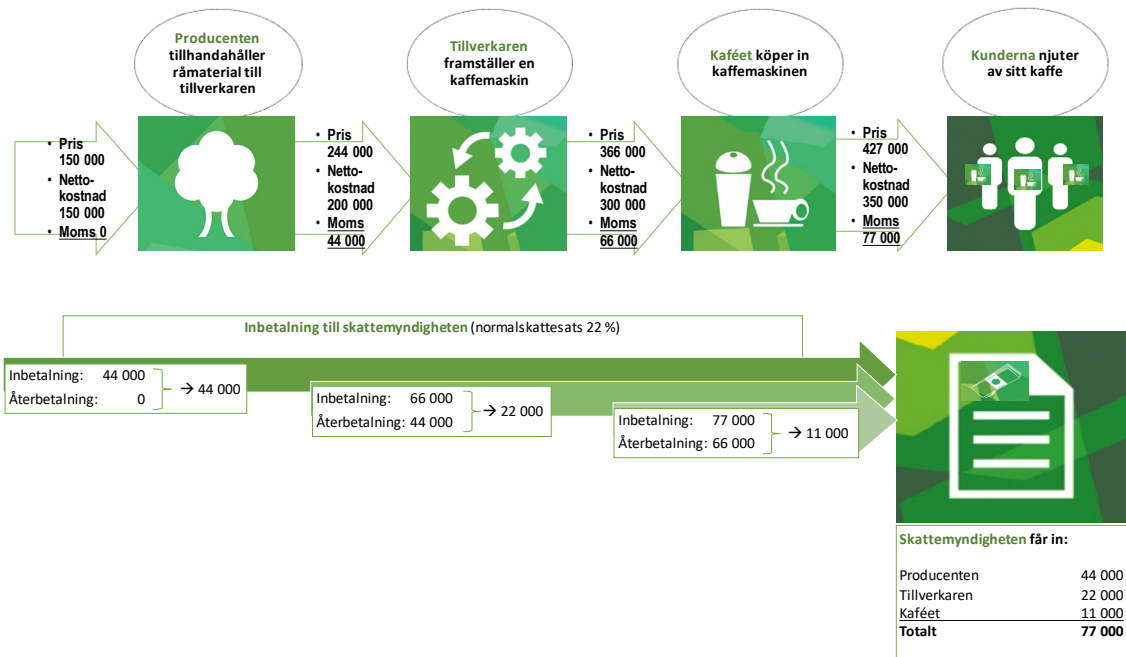 Producenten
tillhandahåller
råmaterial till
tillverkaren
Tillverkaren
framställer en
kaffemaskin
Kaféet köper in
kaffemaskinen
Kunderna njuter
av sitt kaffe
• Pris
150 000
• Netto-
kostnad
150 000
• Moms 0
• Pris
244 000
• Netto-
kostnad
200 000
• Moms
44 000
• Pris
366 000
• Netto-
kostnad
300 000
• Moms
66 000
• Pris
427 000
• Netto-
kostnad
350 000
• Moms
77 000
Inbetalning till skattemyndigheten (normalskattesats 22 %)
Inbetalning: 44 000
Återbetalning: 0
→ 44 000
Inbetalning: 66 000
Återbetalning: 44 000
→ 22 000
Inbetalning: 77 000
Återbetalning: 66 000
→ 11 000
Skattemyndigheten får in:
Producenten 44 000
Tillverkaren 22 000
Kaféet 11 000
Totalt 77 000